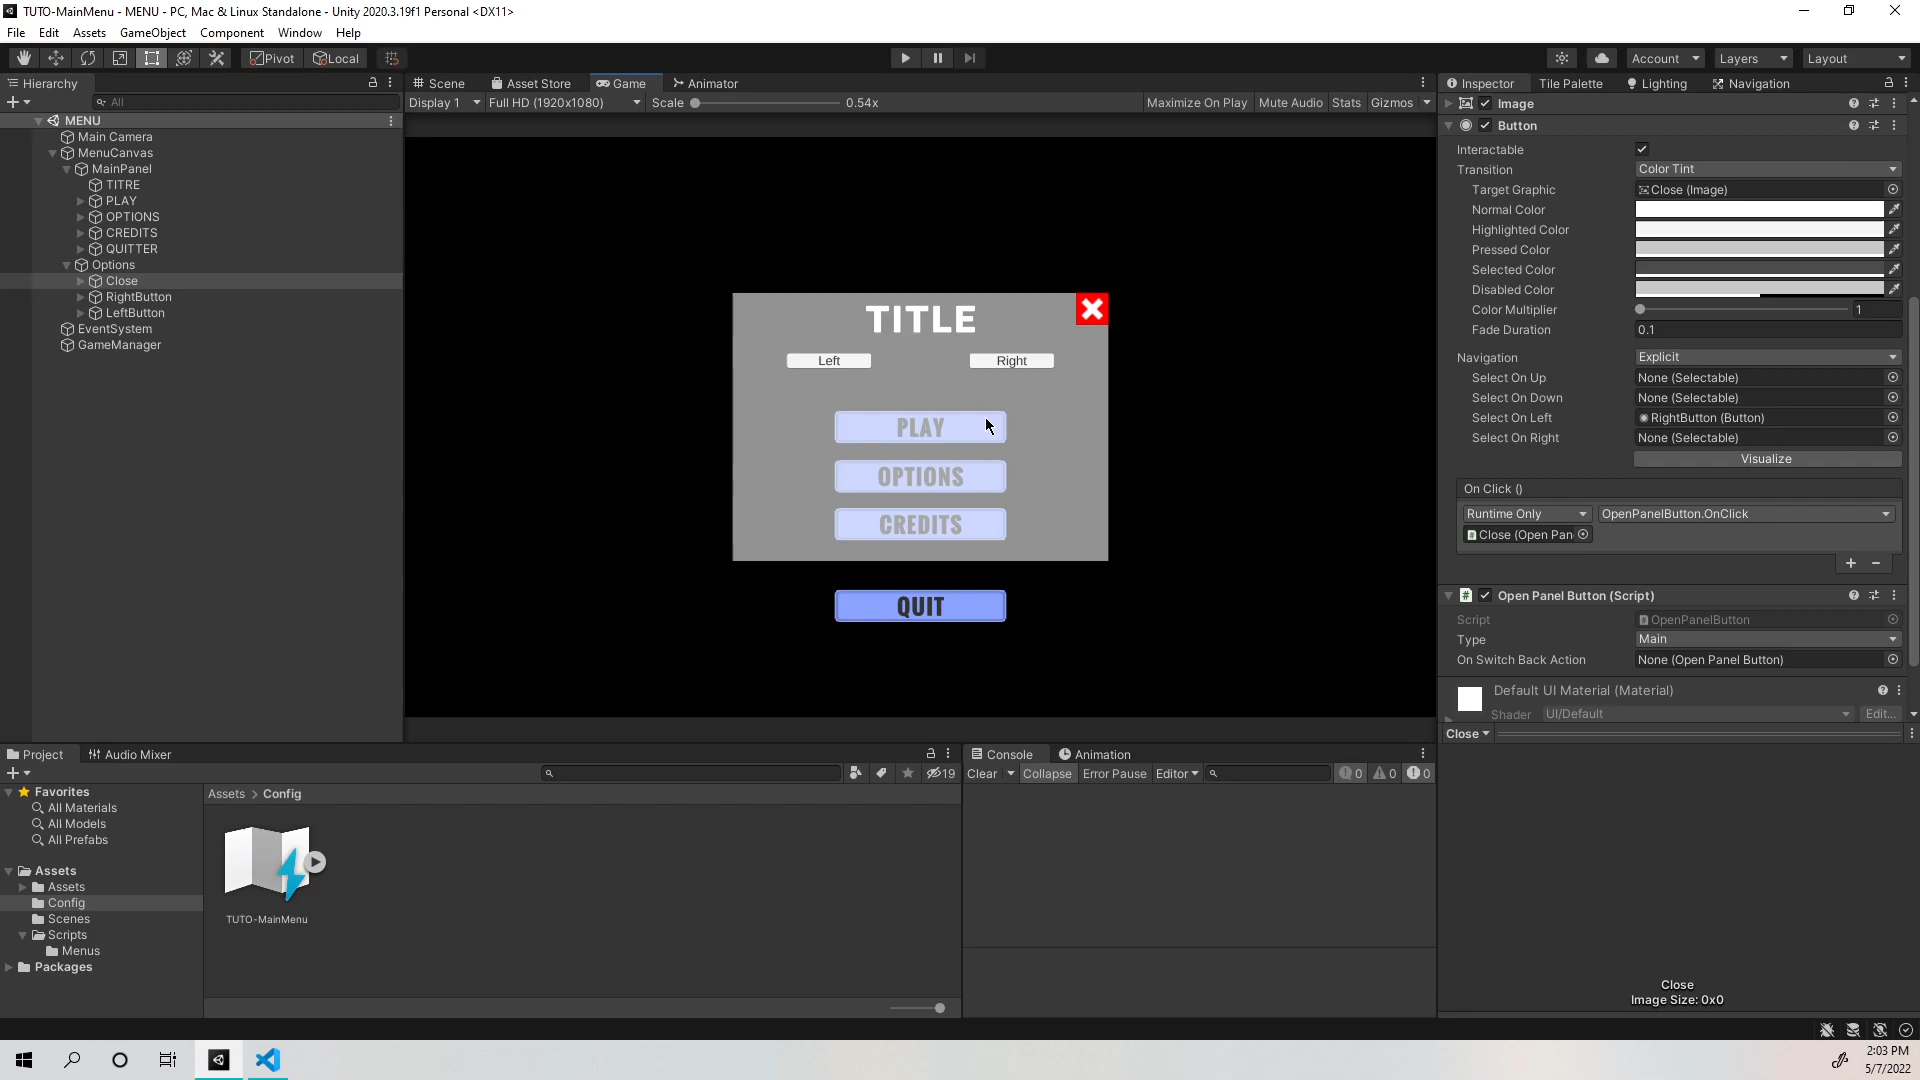 TUTO-MainMenu - MENU - PC, Mac & Linux Standalone - Unity 2020.3.19f1 Personal <DX11>
File Edit Assets GameObject Component Window Help
Pivot Local Account Layers Layout
Hierarchy
All
MENU
Main Camera
MenuCanvas
MainPanel
TITRE
PLAY
OPTIONS
CREDITS
QUITTER
Options
Close
RightButton
LeftButton
EventSystem
GameManager
Scene Asset Store Game Animator
Display 1 Full HD (1920x1080) Scale 0.54x Maximize On Play Mute Audio Stats Gizmos
TITLE
Left Right
PLAY
OPTIONS
CREDITS
QUIT
Inspector Tile Palette Lighting Navigation
Image
Button
Interactable
Transition Color Tint
Target Graphic Close (Image)
Normal Color
Highlighted Color
Pressed Color
Selected Color
Disabled Color
Color Multiplier 1
Fade Duration 0.1
Navigation Explicit
Select On Up None (Selectable)
Select On Down None (Selectable)
Select On Left RightButton (Button)
Select On Right None (Selectable)
Visualize
On Click ()
Runtime Only OpenPanelButton.OnClick
Close (Open Pan
Open Panel Button (Script)
Script OpenPanelButton
Type Main
On Switch Back Action None (Open Panel Button)
Default UI Material (Material)
Shader UI/Default Edit...
Close
Close
Image Size: 0x0
Project Audio Mixer
19
Favorites
All Materials
All Models
All Prefabs
Assets
Assets
Config
Scenes
Scripts
Menus
Packages
Assets > Config
TUTO-MainMenu
Console Animation
Clear Collapse Error Pause Editor 0 0 0
2:03 PM
5/7/2022